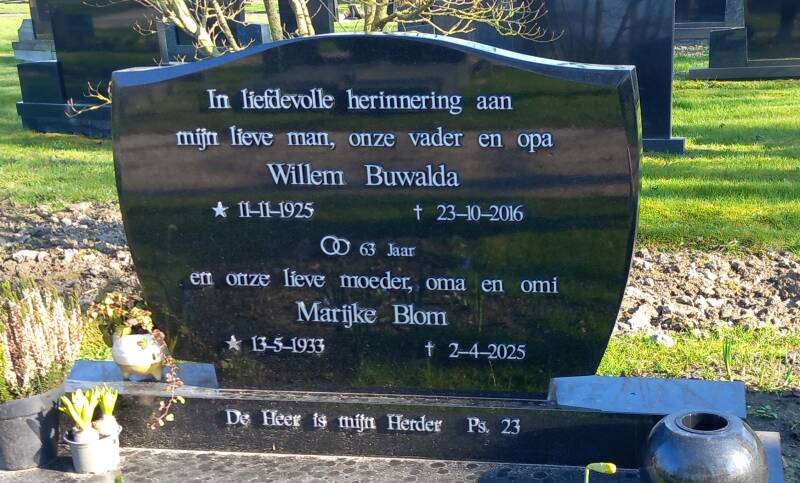 In liefdevolle herinnering aan
mijn lieve man, onze vader en opa
Willem Buwalda
11-11-1925 † 23-10-2016
63 Jaar
en onze lieve moeder, oma en omi
Marijke Blom
★ 13-5-1933 † 2-4-2025
De Heer is mijn Herder Ps. 23